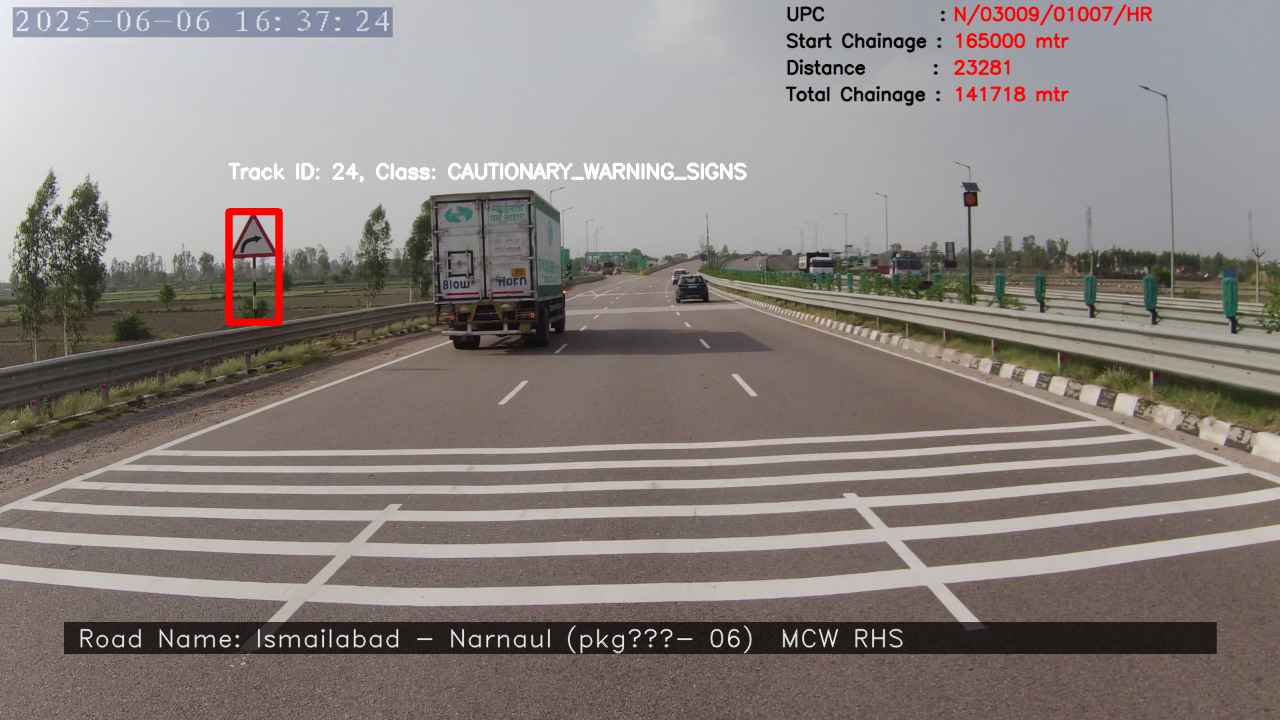 2025-06-06 16:37:24
UPC : N/03009/01007/HR
Start Chainage : 165000 mtr
Distance : 23281
Total Chainage : 141718 mtr
Track ID: 24, Class: CAUTIONARY_WARNING_SIGNS
Blow Horn
Road Name: Ismailabad - Narnaul (pkg???- 06) MCW RHS